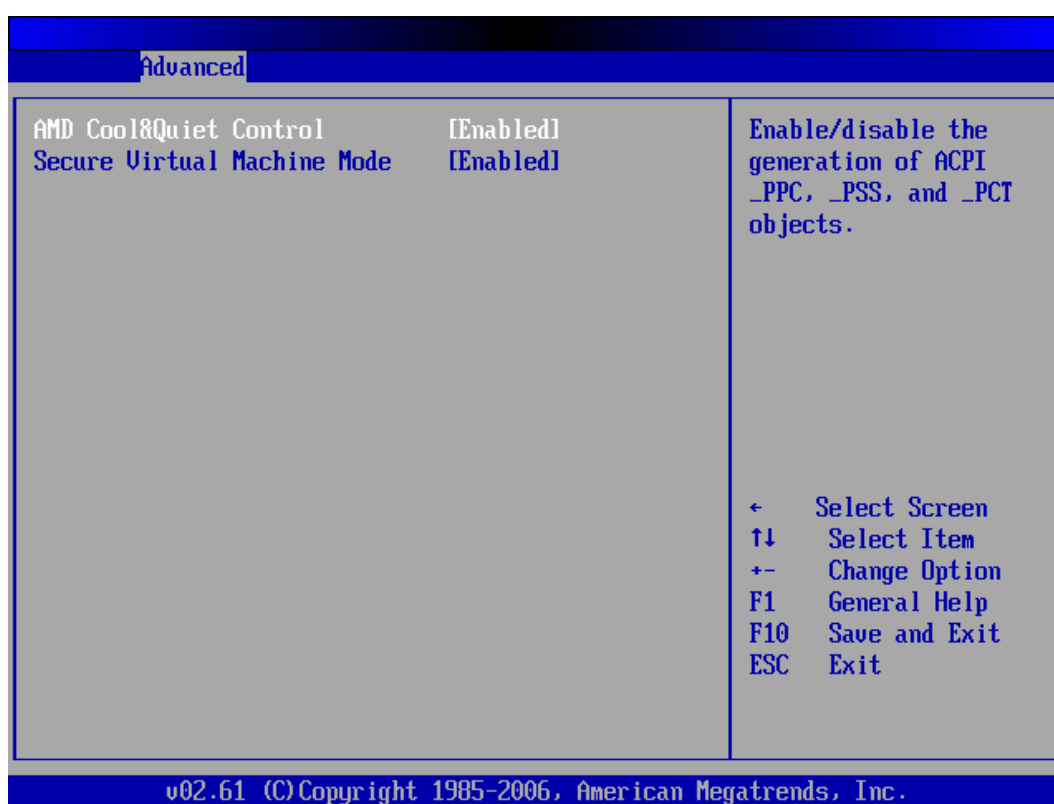 Advanced
AMD Cool&Quiet Control [Enabled]
Secure Virtual Machine Mode [Enabled]
Enable/disable the
generation of ACPI
_PPC, _PSS, and _PCT
objects.
← Select Screen
↑↓ Select Item
+- Change Option
F1 General Help
F10 Save and Exit
ESC Exit
v02.61 (C)Copyright 1985-2006, American Megatrends, Inc.